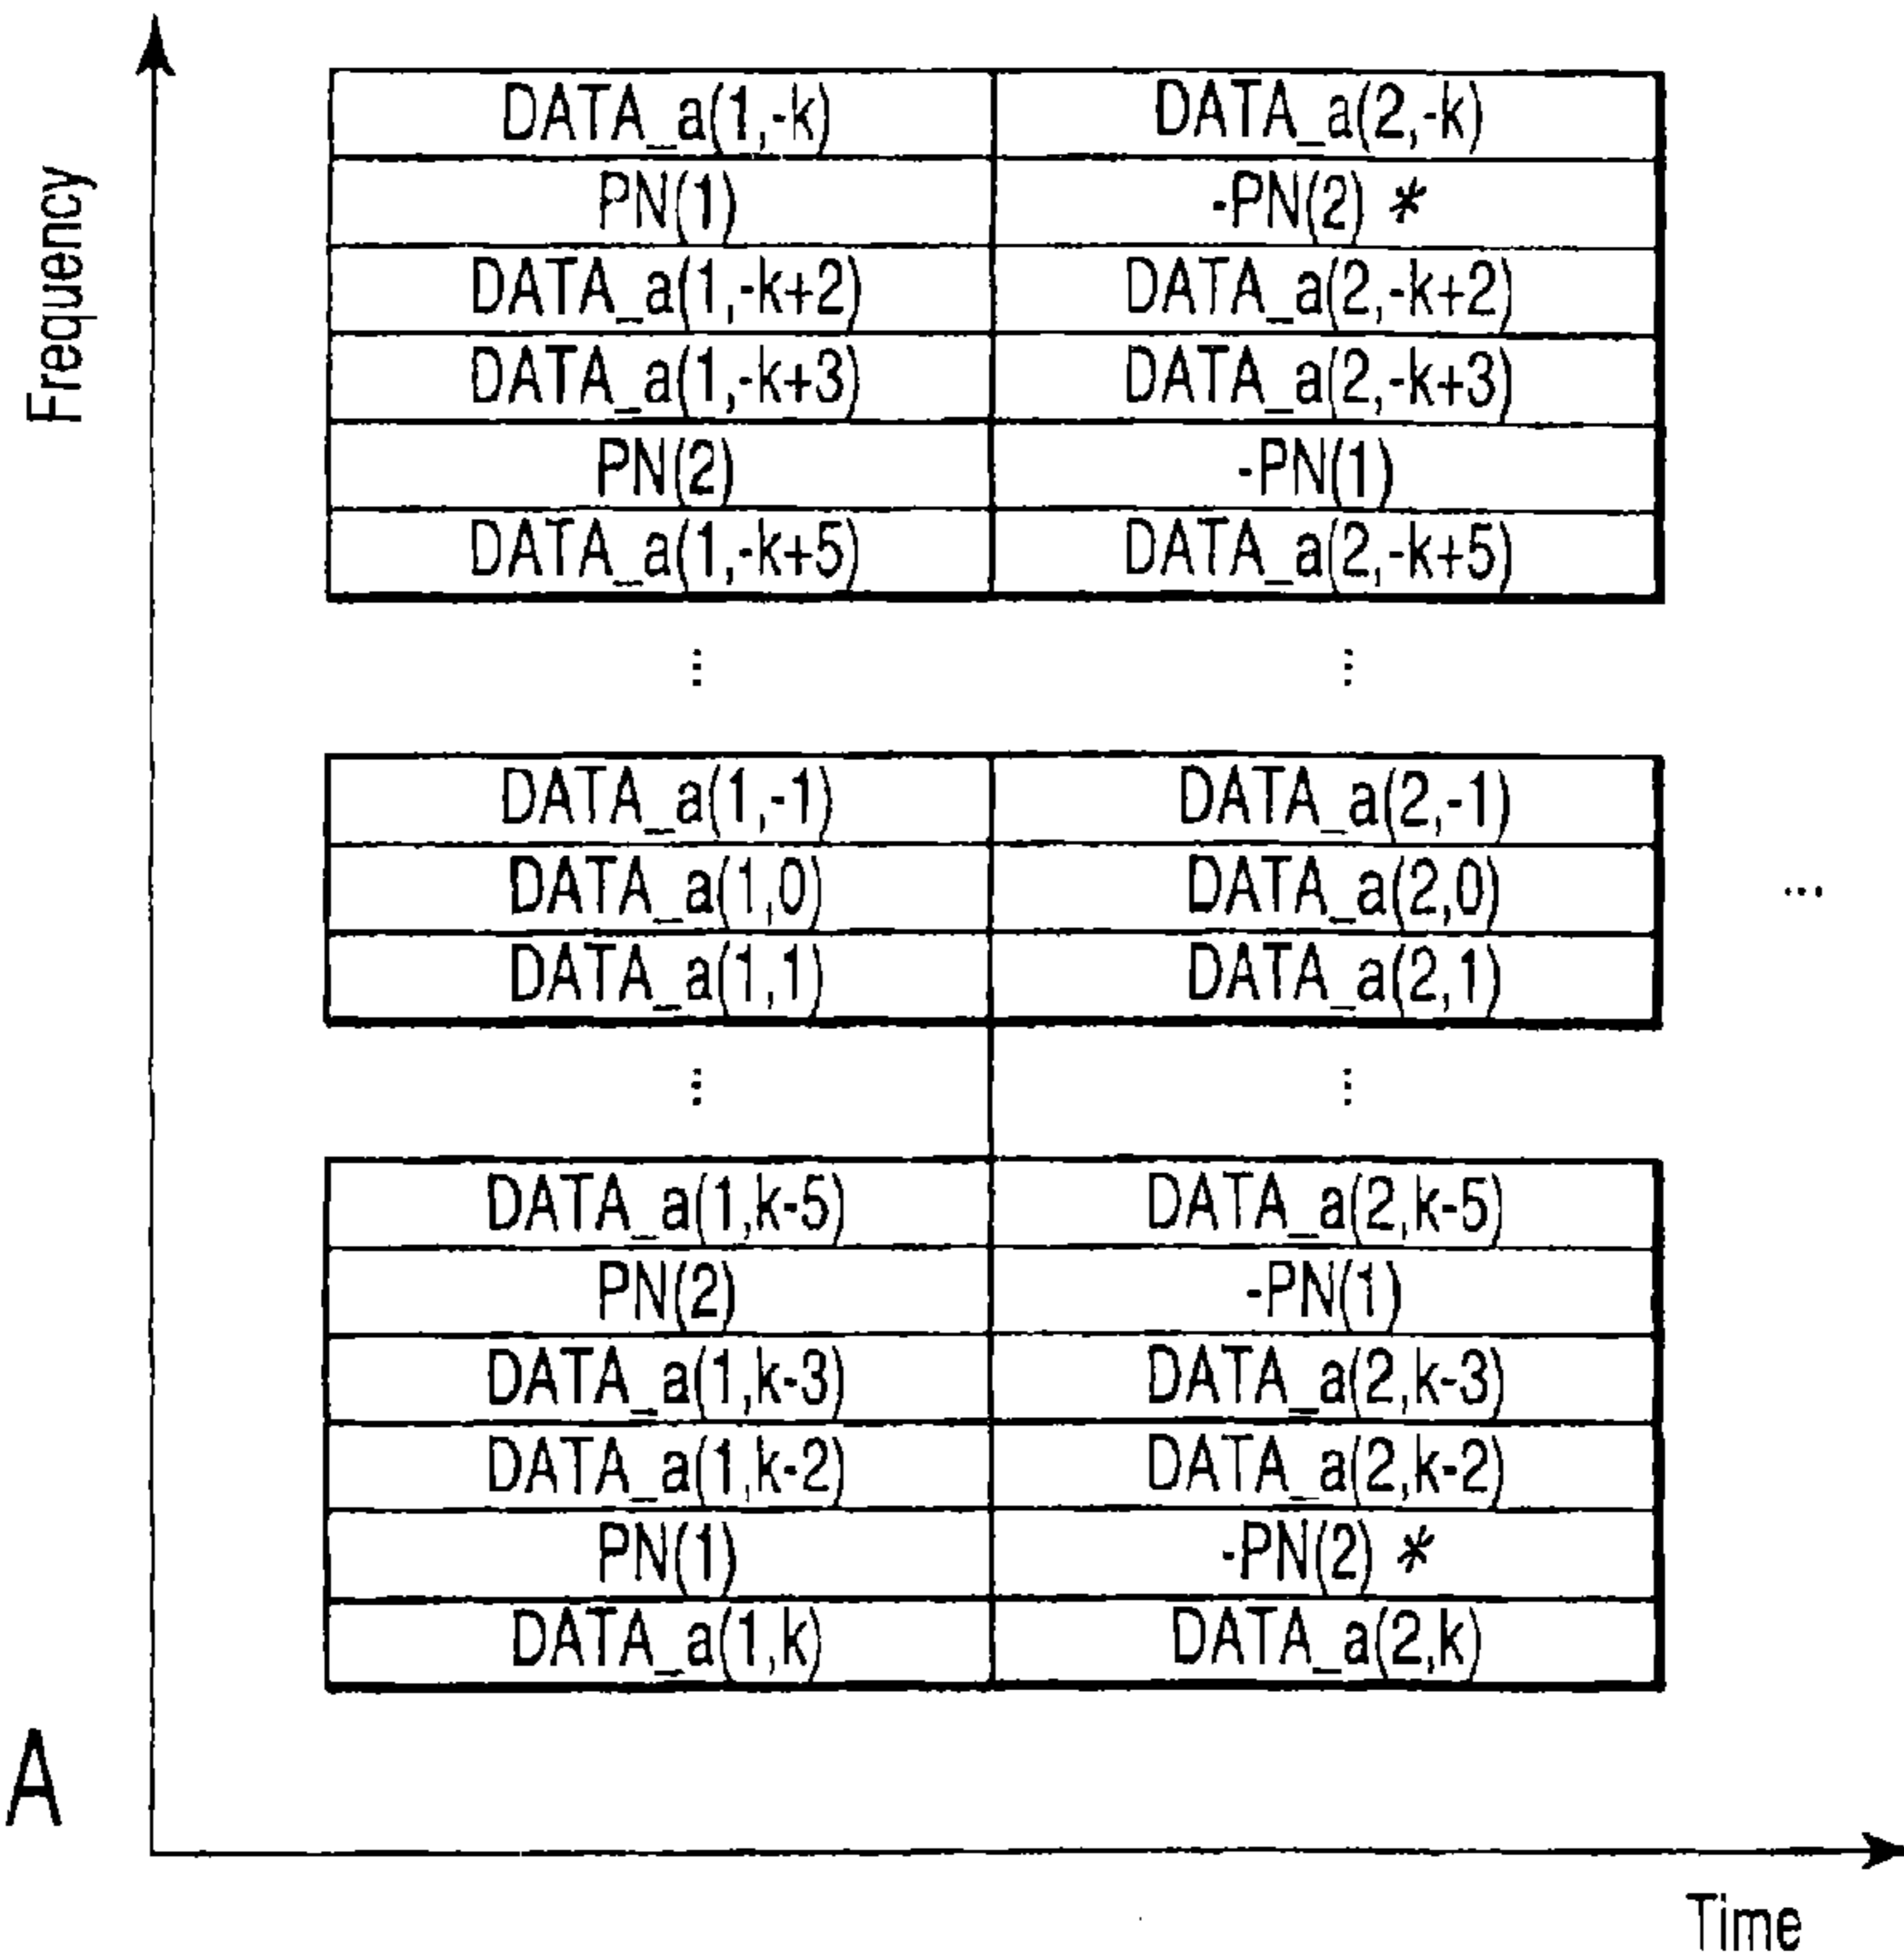 Frequency
DATA_a(1,-k) DATA_a(2,-k)
PN(1) -PN(2) *
DATA_a(1,-k+2) DATA_a(2,-k+2)
DATA_a(1,-k+3) DATA_a(2,-k+3)
PN(2) -PN(1)
DATA_a(1,-k+5) DATA_a(2,-k+5)
⋮ ⋮
DATA_a(1,-1) DATA_a(2,-1)
DATA_a(1,0) DATA_a(2,0) ...
DATA_a(1,1) DATA_a(2,1)
⋮ ⋮
DATA_a(1,k-5) DATA_a(2,k-5)
PN(2) -PN(1)
DATA_a(1,k-3) DATA_a(2,k-3)
DATA_a(1,k-2) DATA_a(2,k-2)
PN(1) -PN(2) *
DATA_a(1,k) DATA_a(2,k)
A
Time